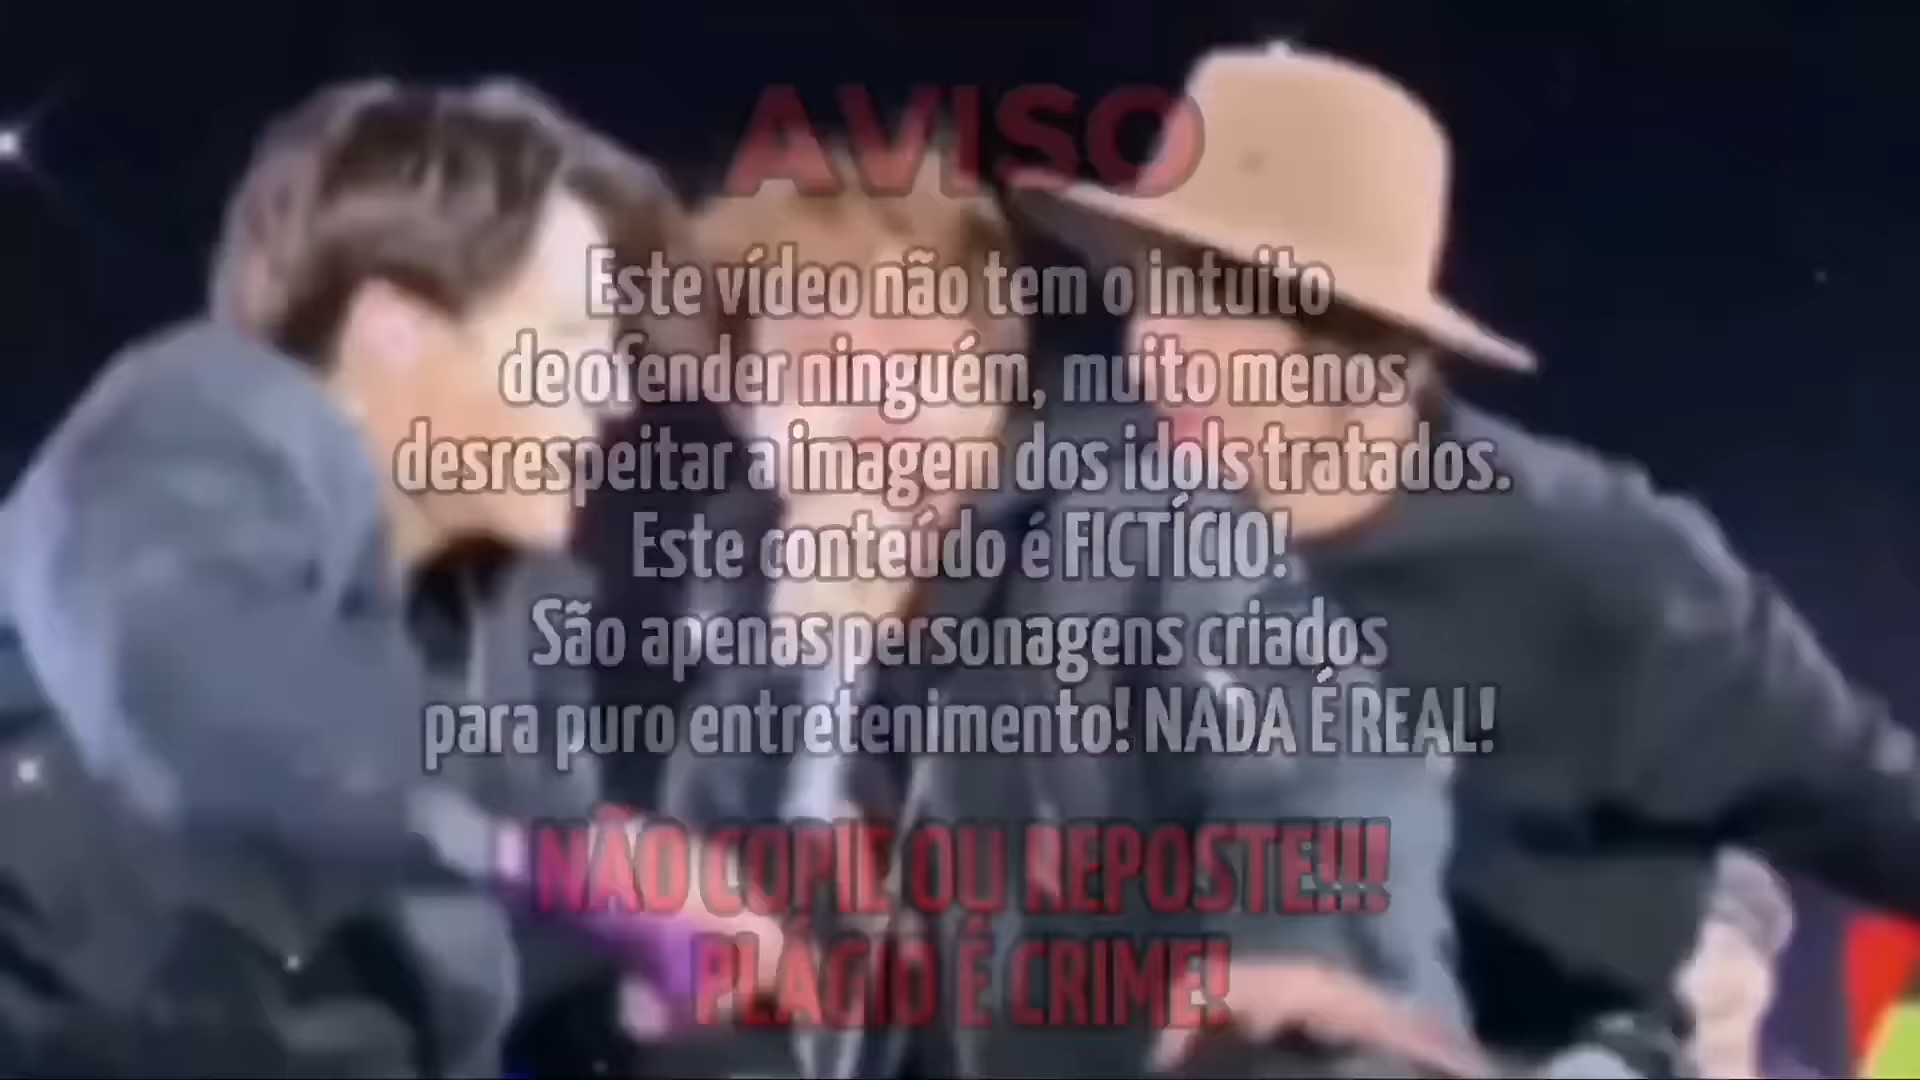 AVISO
Este vídeo não tem o intuito
de ofender ninguém, muito menos
desrespeitar a imagem dos idols tratados.
Este conteúdo é FICTÍCIO!
São apenas personagens criados
para puro entretenimento! NADA É REAL!
NÃO COPIE OU REPOSTE!!!
PLÁGIO É CRIME!